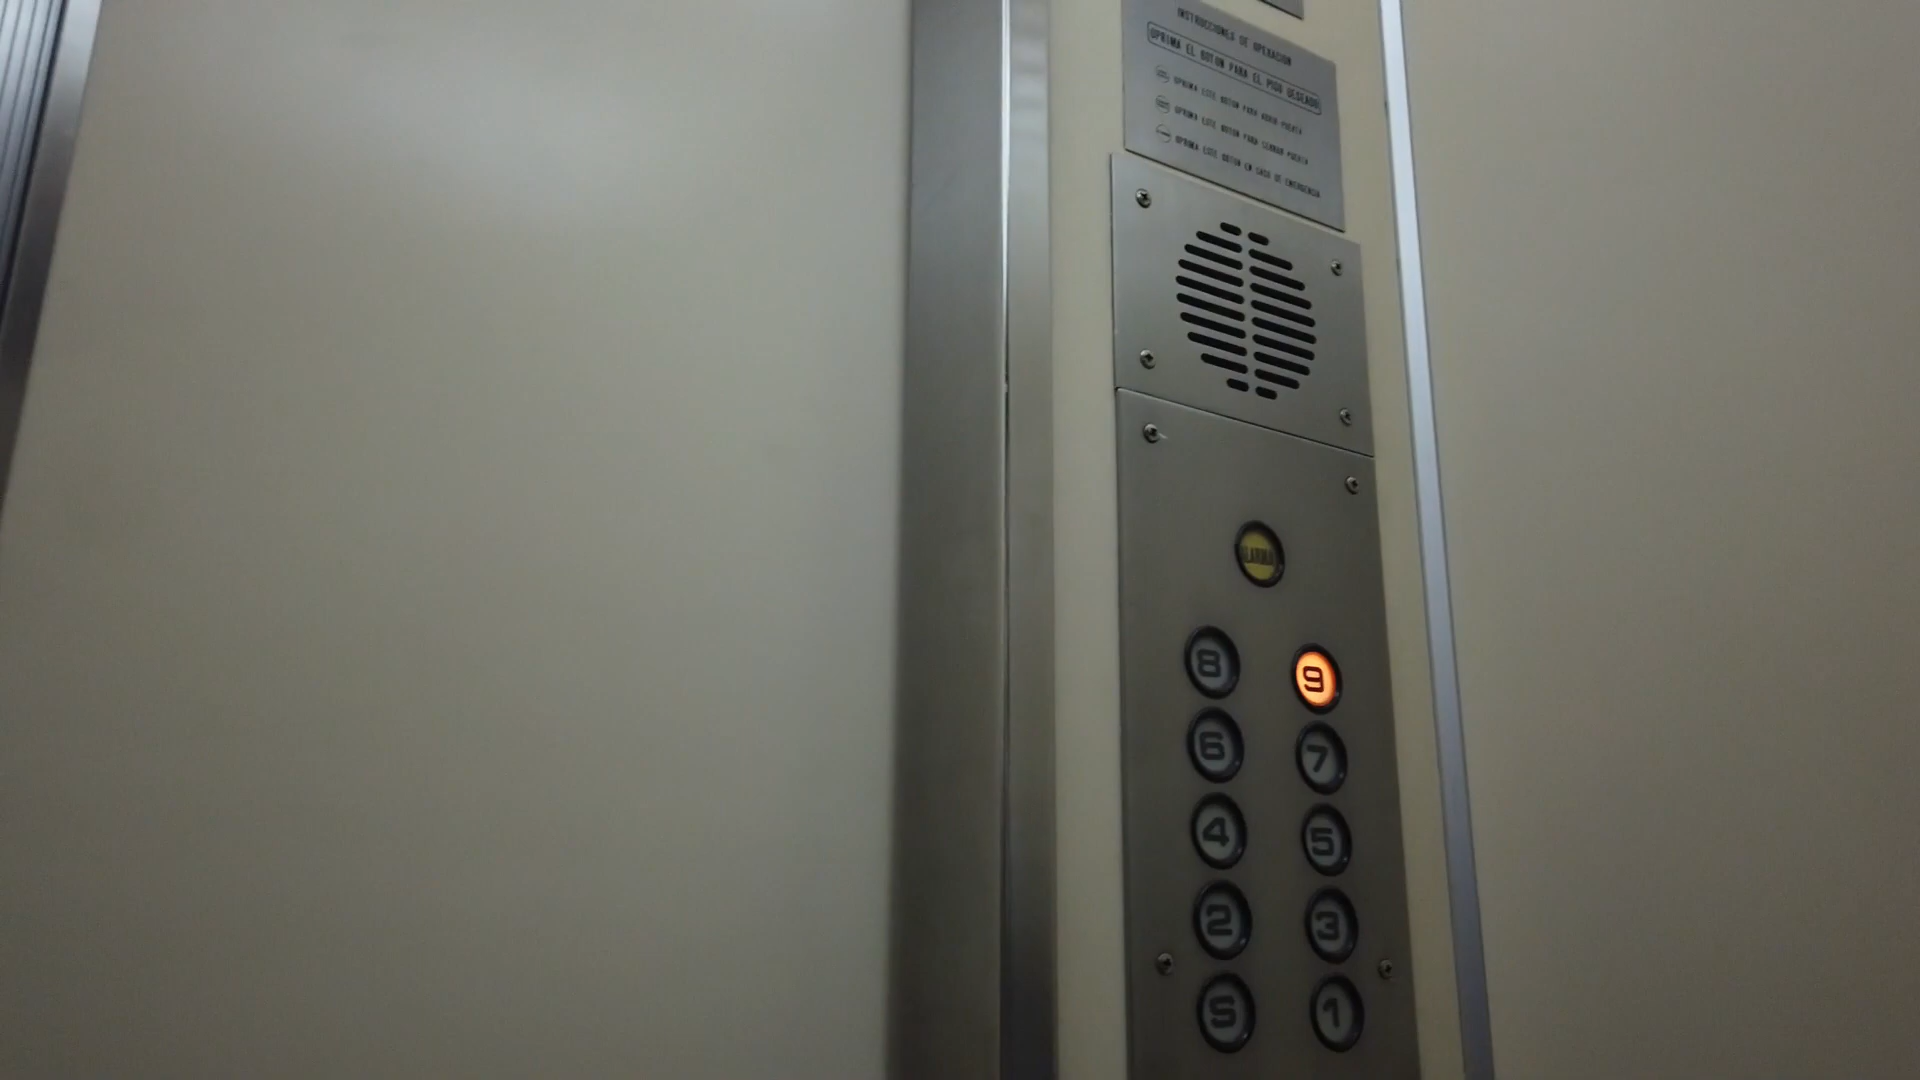 INSTRUCCIONES DE OPERACION
OPRIMA EL BOTON PARA EL PISO DESEADO
OPRIMA ESTE BOTON PARA ABRIR PUERTA
OPRIMA ESTE BOTON PARA SERRAR PUERTA
OPRIMA ESTE BOTON EN CASO DE EMERGENCIA
ALARMA
8 9
6 7
4 5
2 3
S 1